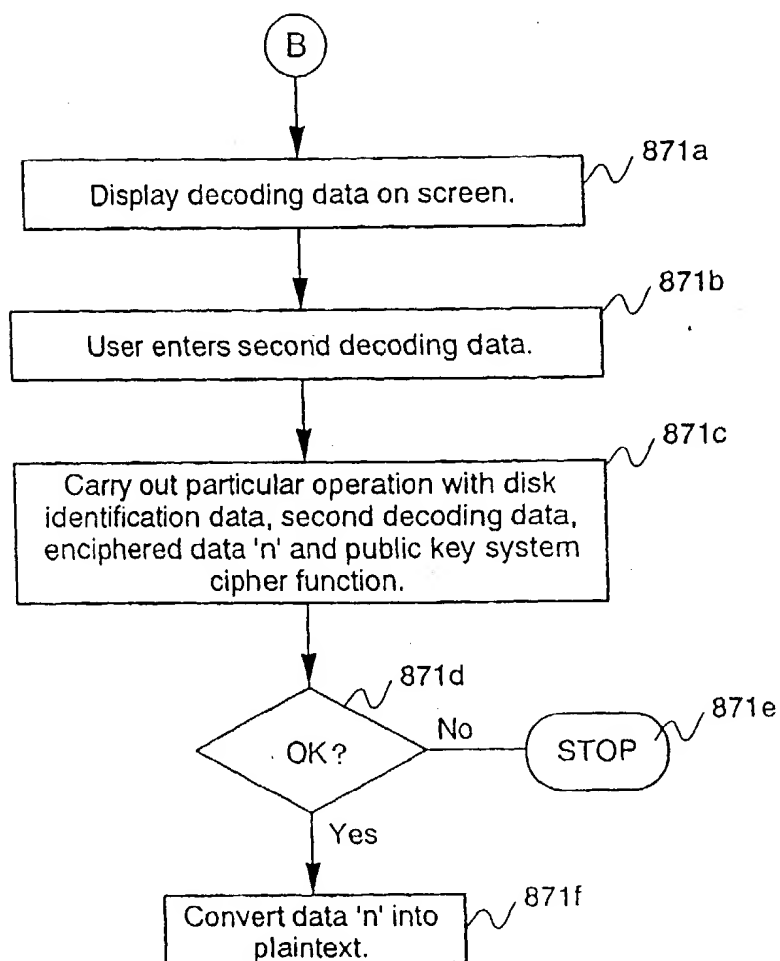 B
871a
Display decoding data on screen.
871b
User enters second decoding data.
871c
Carry out particular operation with disk
identification data, second decoding data,
enciphered data 'n' and public key system
cipher function.
871d
OK?
No
871e
STOP
Yes
871f
Convert data 'n' into
plaintext.